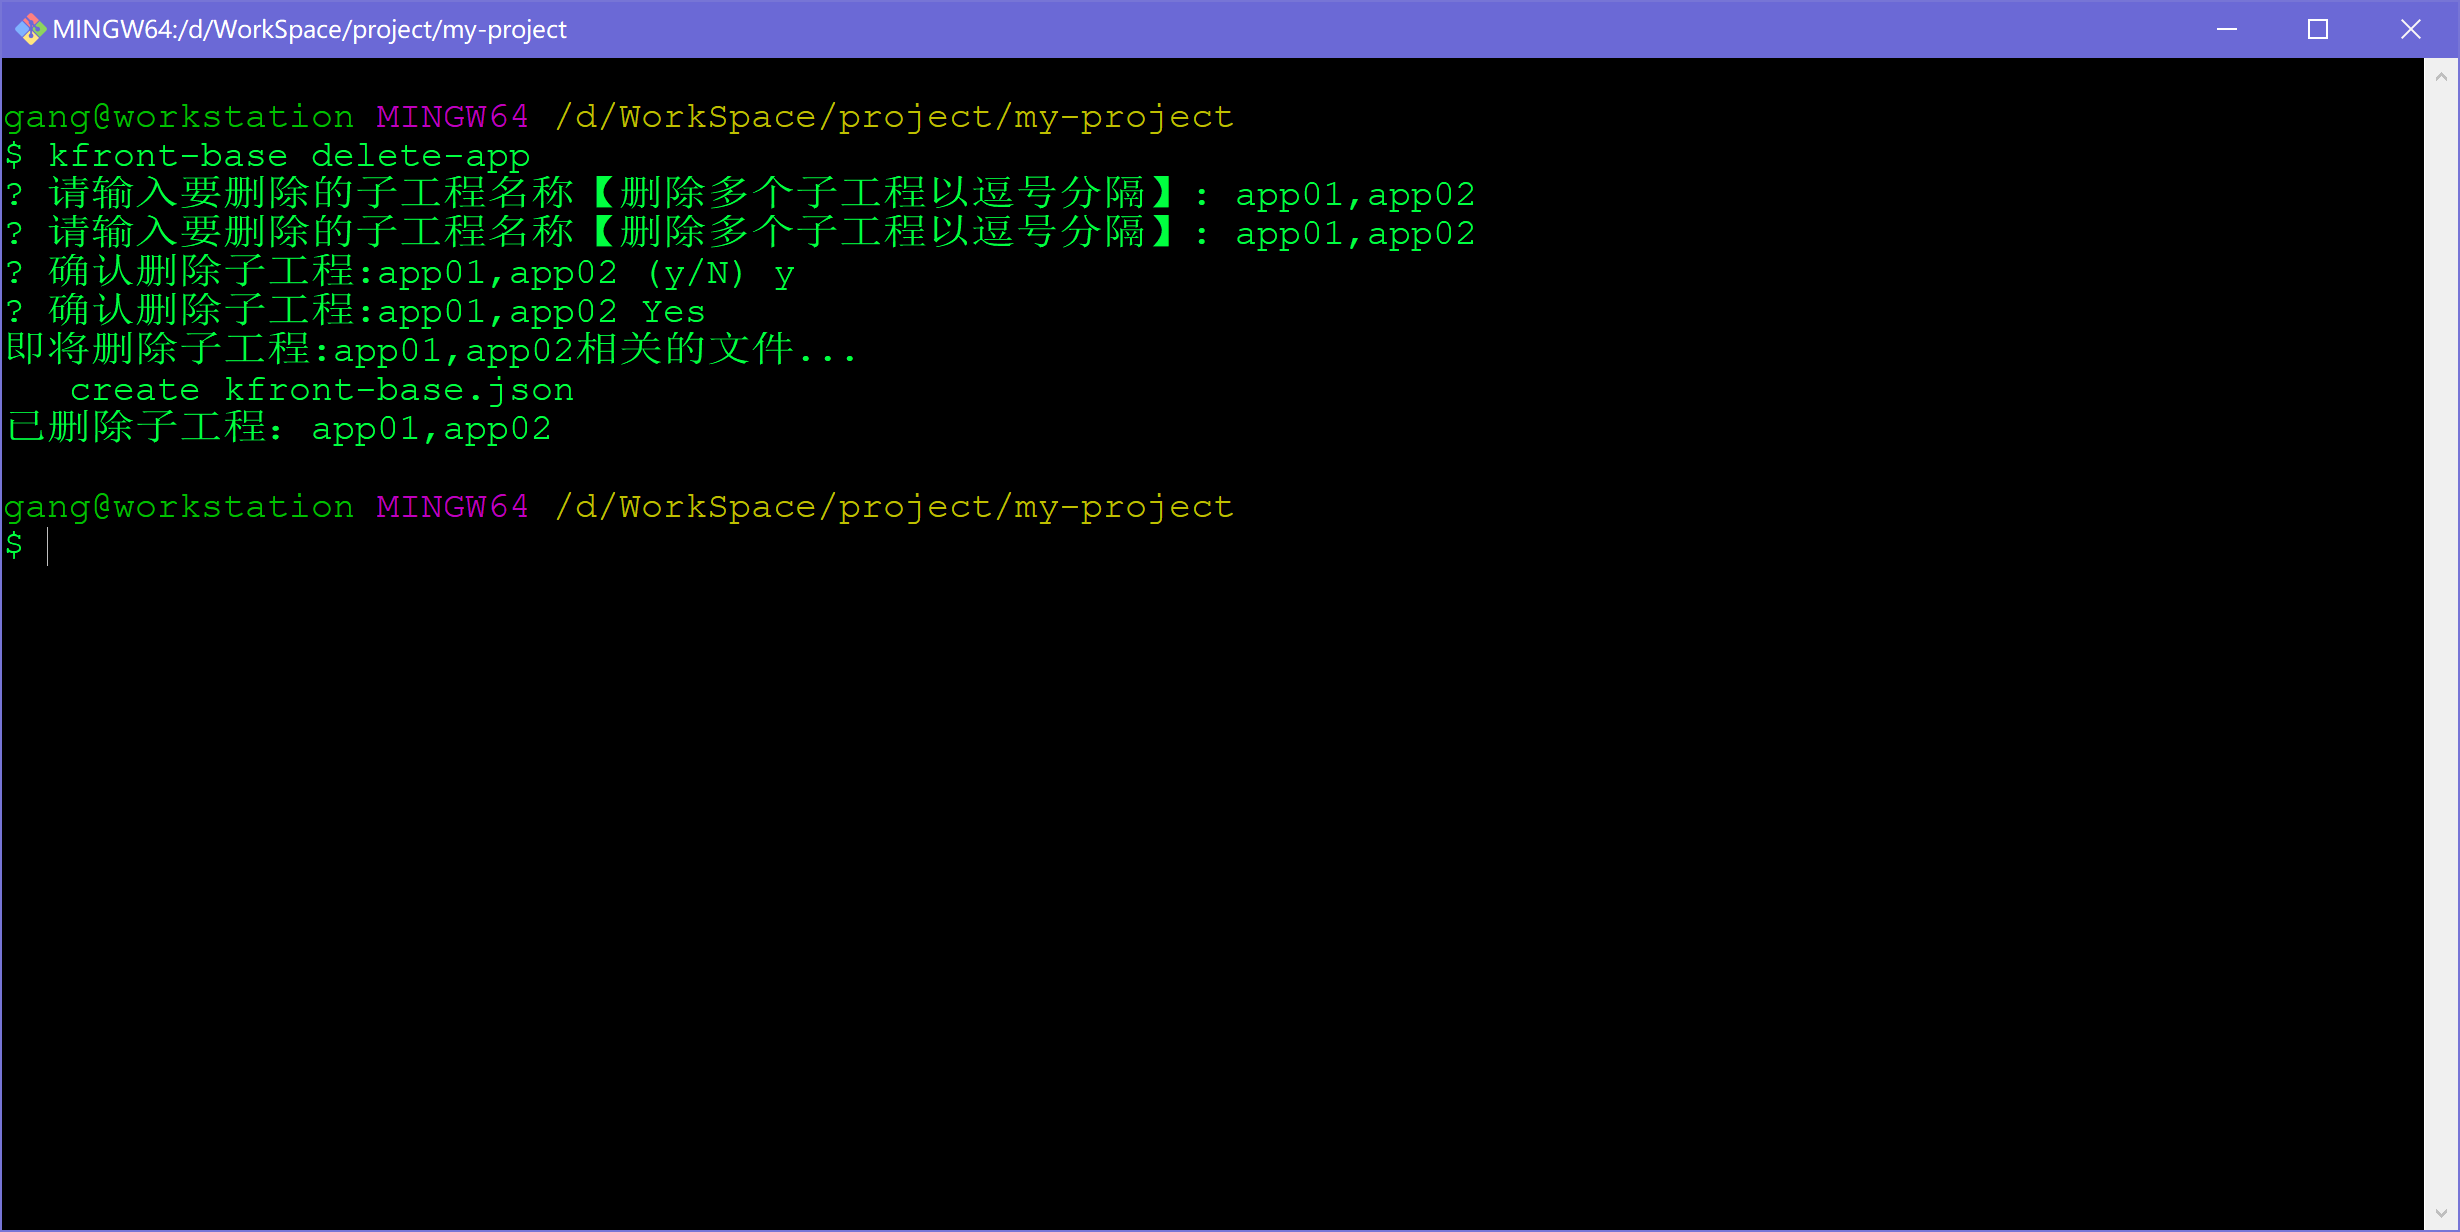 MINGW64:/d/WorkSpace/project/my-project
gang@workstation MINGW64 /d/WorkSpace/project/my-project
$ kfront-base delete-app
? 请输入要删除的子工程名称【删除多个子工程以逗号分隔】: app01,app02
? 请输入要删除的子工程名称【删除多个子工程以逗号分隔】: app01,app02
? 确认删除子工程:app01,app02 (y/N) y
? 确认删除子工程:app01,app02 Yes
即将删除子工程:app01,app02相关的文件...
   create kfront-base.json
已删除子工程: app01,app02
gang@workstation MINGW64 /d/WorkSpace/project/my-project
$